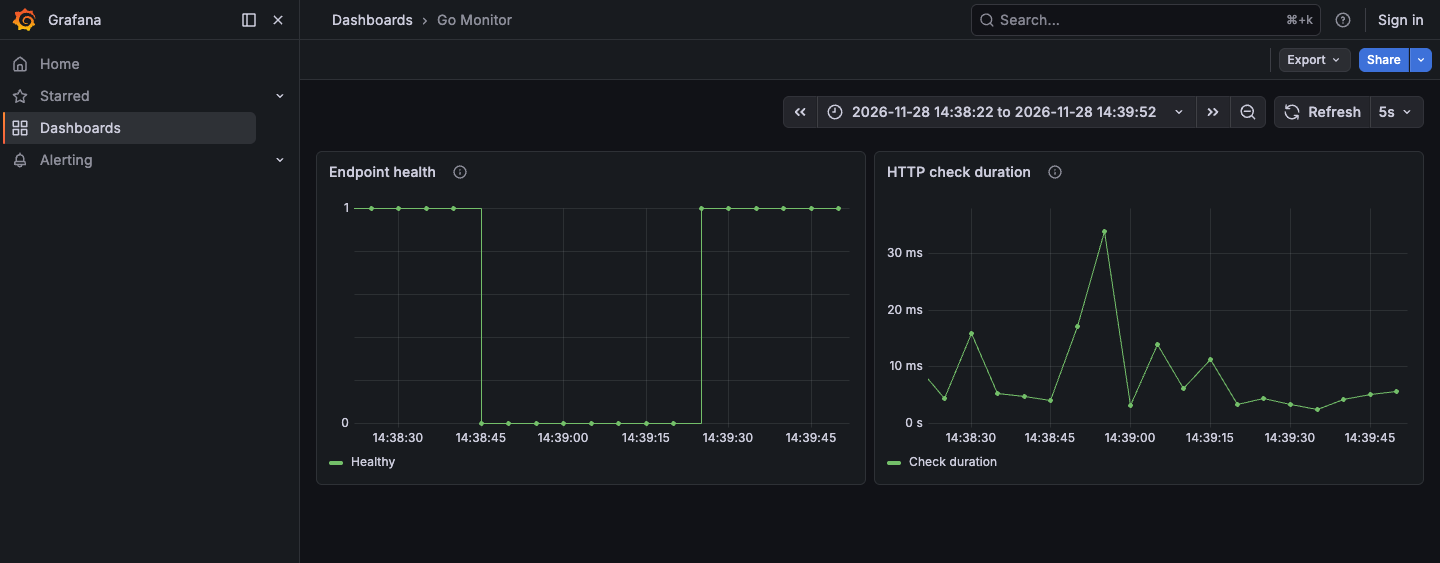 Grafana
Dashboards › Go Monitor
Search...
⌘+k
Sign in
Home
Starred
Dashboards
Alerting
Export
Share
2026-11-28 14:38:22 to 2026-11-28 14:39:52
Refresh
5s
Endpoint health
1
0
14:38:30 14:38:45 14:39:00 14:39:15 14:39:30 14:39:45
Healthy
HTTP check duration
30 ms
20 ms
10 ms
0 s
14:38:30 14:38:45 14:39:00 14:39:15 14:39:30 14:39:45
Check duration